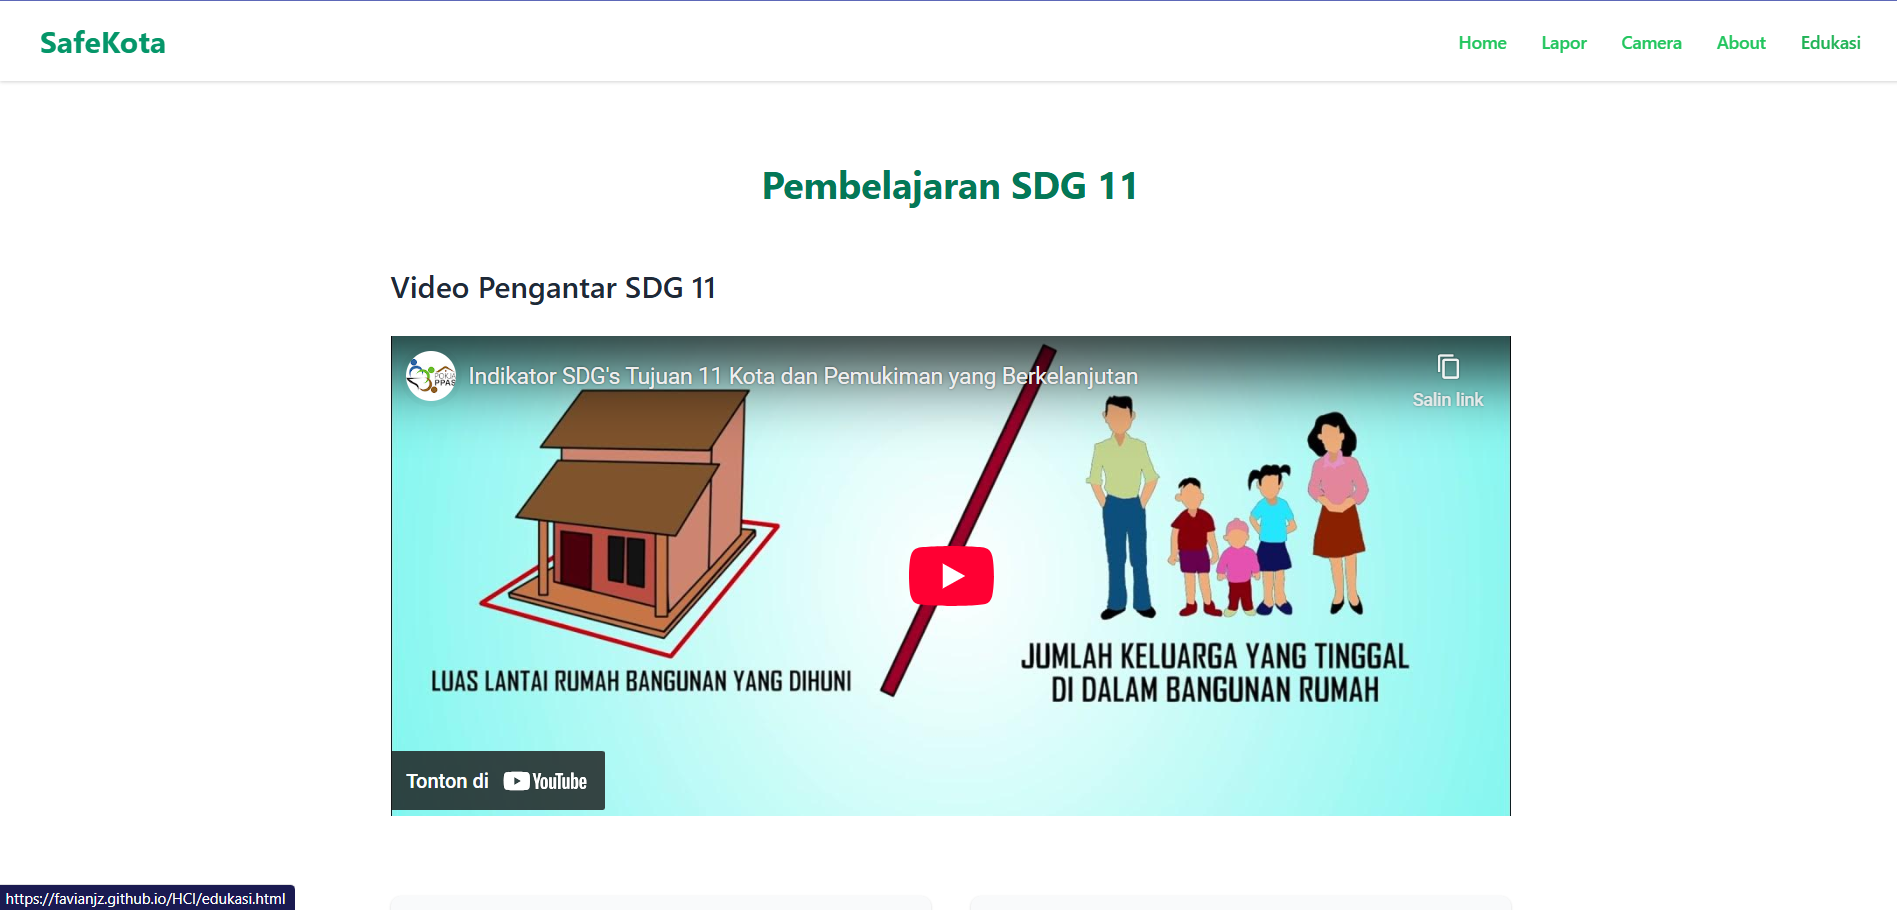 SafeKota
Home
Lapor
Camera
About
Edukasi
Pembelajaran SDG 11
Video Pengantar SDG 11
POKJA
PPAS
Indikator SDG's Tujuan 11 Kota dan Pemukiman yang Berkelanjutan
Salin link
LUAS LANTAI RUMAH BANGUNAN YANG DIHUNI
JUMLAH KELUARGA YANG TINGGAL
DI DALAM BANGUNAN RUMAH
Tonton di YouTube
https://favianjz.github.io/HCI/edukasi.html